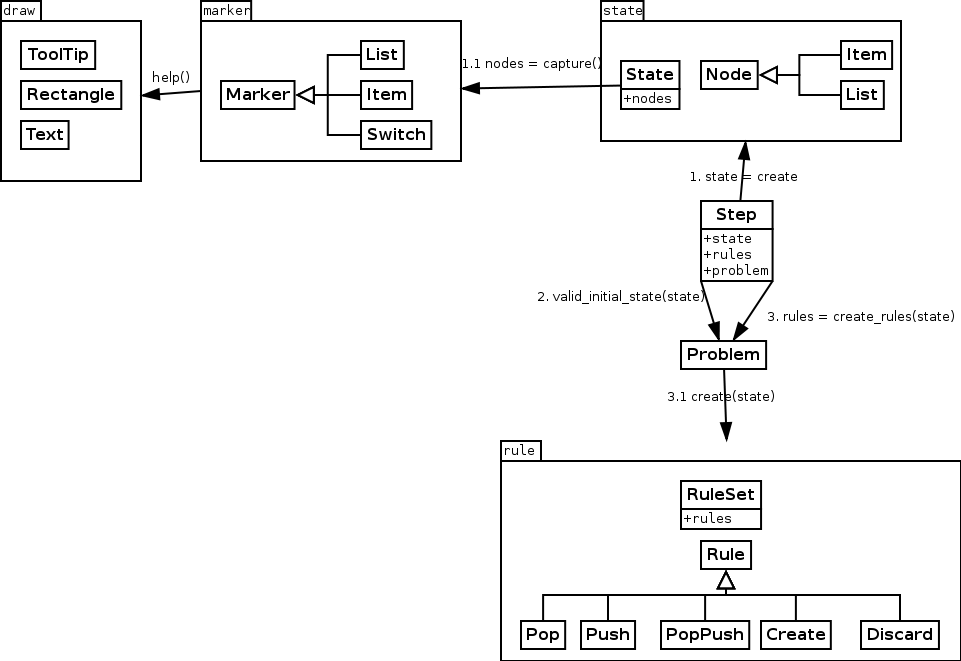 draw
ToolTip
Rectangle
Text
help()
marker
Marker
List
Item
Switch
1.1 nodes = capture()
state
State
+nodes
Node
Item
List
1. state = create
Step
+state
+rules
+problem
2. valid_initial_state(state)
3. rules = create_rules(state)
Problem
3.1 create(state)
rule
RuleSet
+rules
Rule
Pop
Push
PopPush
Create
Discard